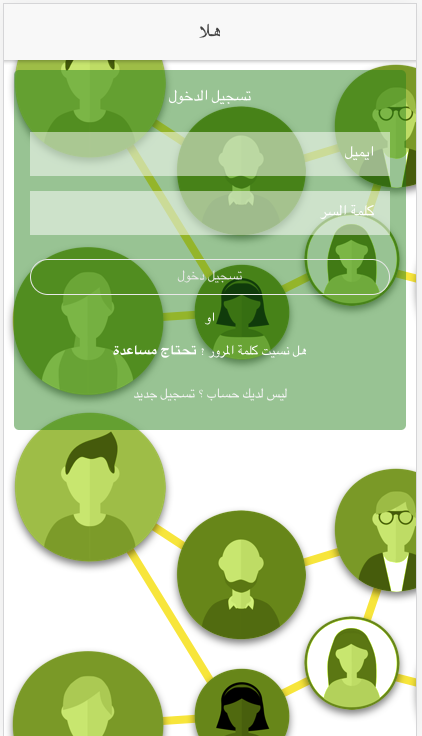 هلا
تسجيل الدخول
ايميل
كلمة السر
تسجيل دخول
او
هل نسيت كلمة المرور ! تحتاج مساعدة
ليس لديك حساب ؟ تسجيل جديد